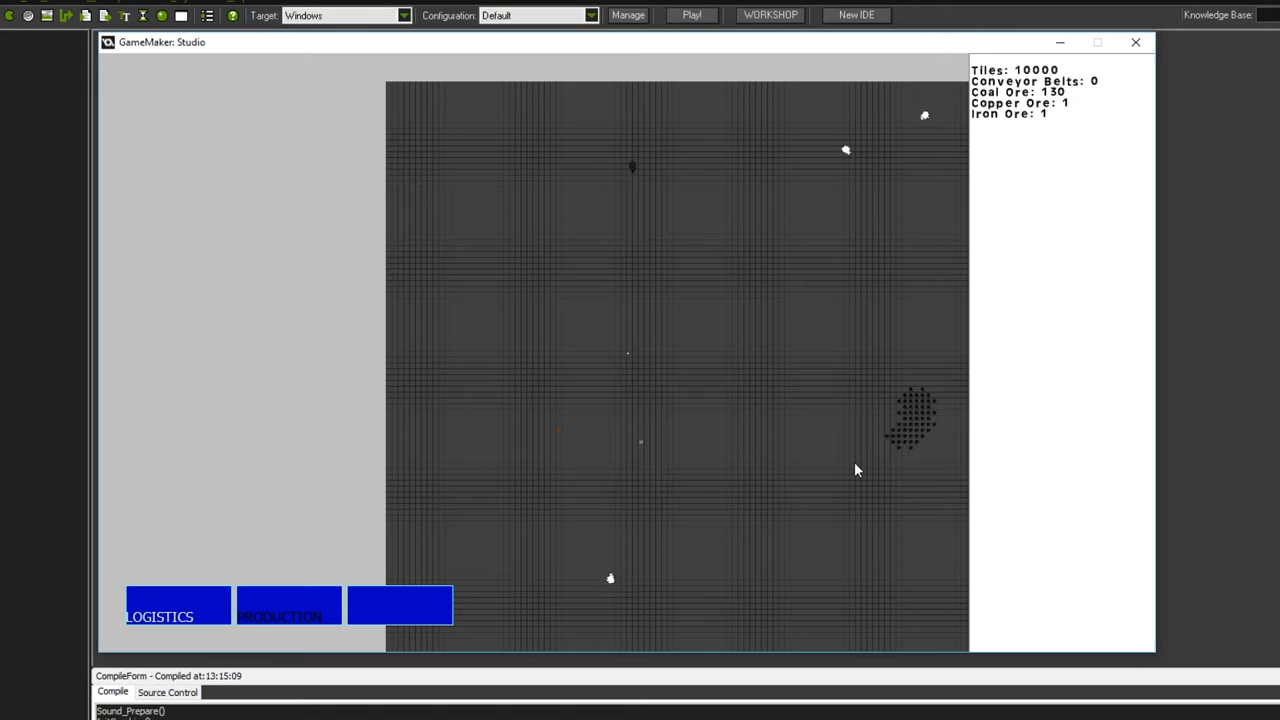 Target: Windows Configuration: Default Manage Play! WORKSHOP New IDE Knowledge Base:
GameMaker: Studio
Tiles: 10000
Conveyor Belts: 0
Coal Ore: 130
Copper Ore: 1
Iron Ore: 1
LOGISTICS PRODUCTION
CompileForm - Compiled at:13:15:09
Compile Source Control
Sound_Prepare()